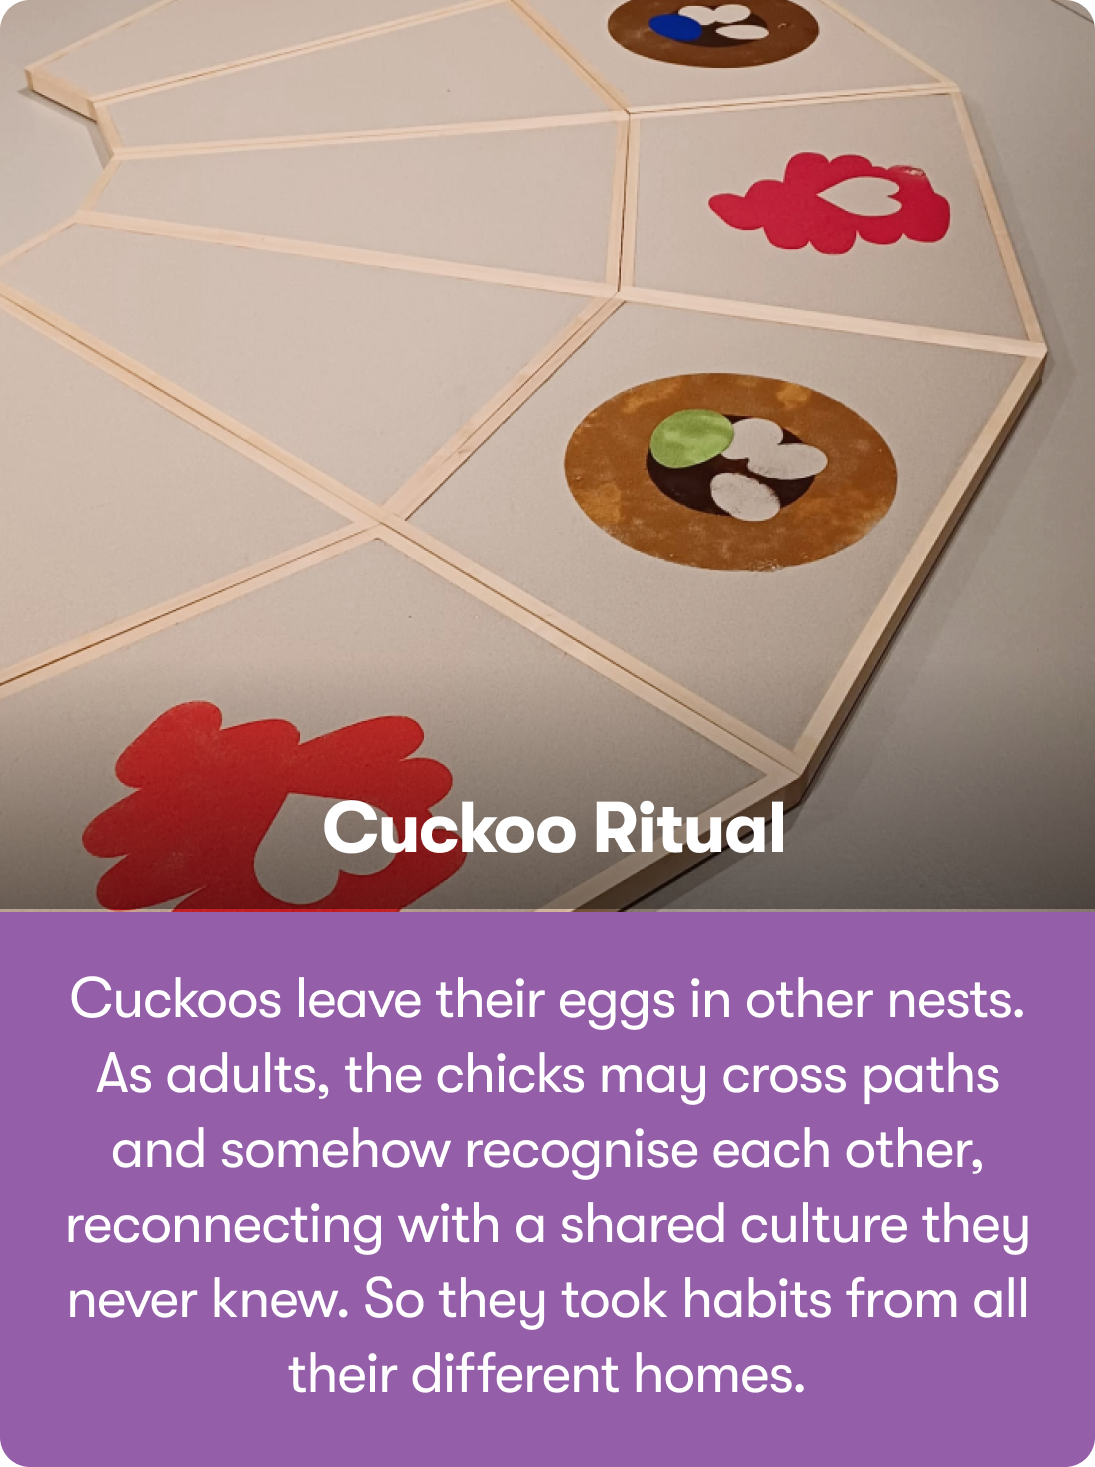 Cuckoo Ritual
Cuckoos leave their eggs in other nests.
As adults, the chicks may cross paths
and somehow recognise each other,
reconnecting with a shared culture they
never knew. So they took habits from all
their different homes.